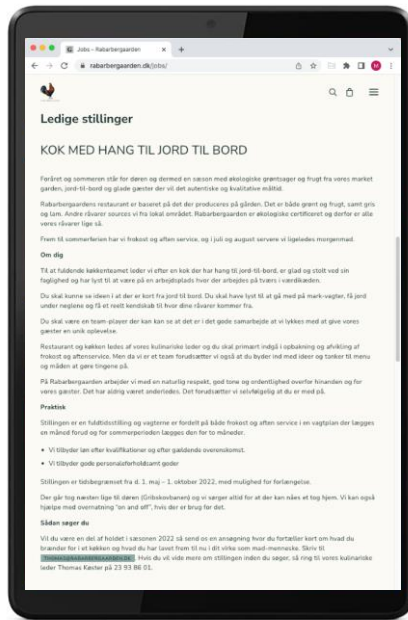 Jobs - Rabarbergaarden
rabarbergaarden.dk/jobs/
M
Ledige stillinger
KOK MED HANG TIL JORD TIL BORD
Foråret og sommeren står for døren og dermed en sæson med økologiske grøntsager og frugt fra vores market
garden, jord-til-bord og glade gæster der vil det autentiske og kvalitative måltid.
Rabarbergaardens restaurant er baseret på det der produceres på gården. Det er både grønt og frugt, samt gris
og lam. Andre råvarer sources vi fra lokal området. Rabarbergaarden er økologiske certificeret og derfor er alle
vores råvarer lige så.
Frem til sommerferien har vi frokost og aften service, og i juli og august servere vi ligeledes morgenmad.
Om dig
Til at fuldende køkkenteamet leder vi efter en kok der har hang til jord-til-bord, er glad og stolt ved sin
faglighed og har lyst til at være på en arbejdsplads hvor der arbejdes på tværs i værdikæden.
Du skal kunne se ideen i at der er kort fra jord til bord. Du skal have lyst til at gå med på mark-vagter, få jord
under neglene og få et reelt kendskab til hvor dine råvarer kommer fra.
Du skal være en team-player der kan kan se at det er i det gode samarbejde at vi lykkes med at give vores
gæster en unik oplevelse.
Restaurant og køkken ledes af vores kulinariske leder og du skal primært indgå i opbakning og afvikling af
frokost og aftenservice. Men da vi er et team forudsætter vi også at du byder ind med ideer og tanker til menu
og måden at gøre tingene på.
På Rabarbergaarden arbejder vi med en naturlig respekt, god tone og ordentlighed overfor hinanden og for
vores gæster. Det har aldrig været anderledes. Det forudsætter vi selvfølgelig at du er med på.
Praktisk
Stillingen er en fuldtidsstilling og vagterne er fordelt på både frokost og aften service i en vagtplan der lægges
en måned forud og for sommerperioden lægges den for to måneder.
• Vi tilbyder løn efter kvalifikationer og efter gældende overenskomst.
• Vi tilbyder gode personaleforholdsamt goder
Stillingen er tidsbegrænset fra d. 1. maj – 1. oktober 2022, med mulighed for forlængelse.
Der går tog næsten lige til døren (Gribskovbanen) og vi sørger altid for at der kan nåes et tog hjem. Vi kan også
hjælpe med overnatning "on and off", hvis der er brug for det.
Sådan søger du
Vil du være en del af holdet i sæsonen 2022 så send os en ansøgning hvor du fortæller kort om hvad du
brænder for i et køkken og hvad du har lavet frem til nu i dit virke som mad-menneske. Skriv til
THOMAS@RABARBERGAARDEN.DK. Hvis du vil vide mere om stillingen inden du søger, så ring til vores kulinariske
leder Thomas Køster på 23 93 86 01.